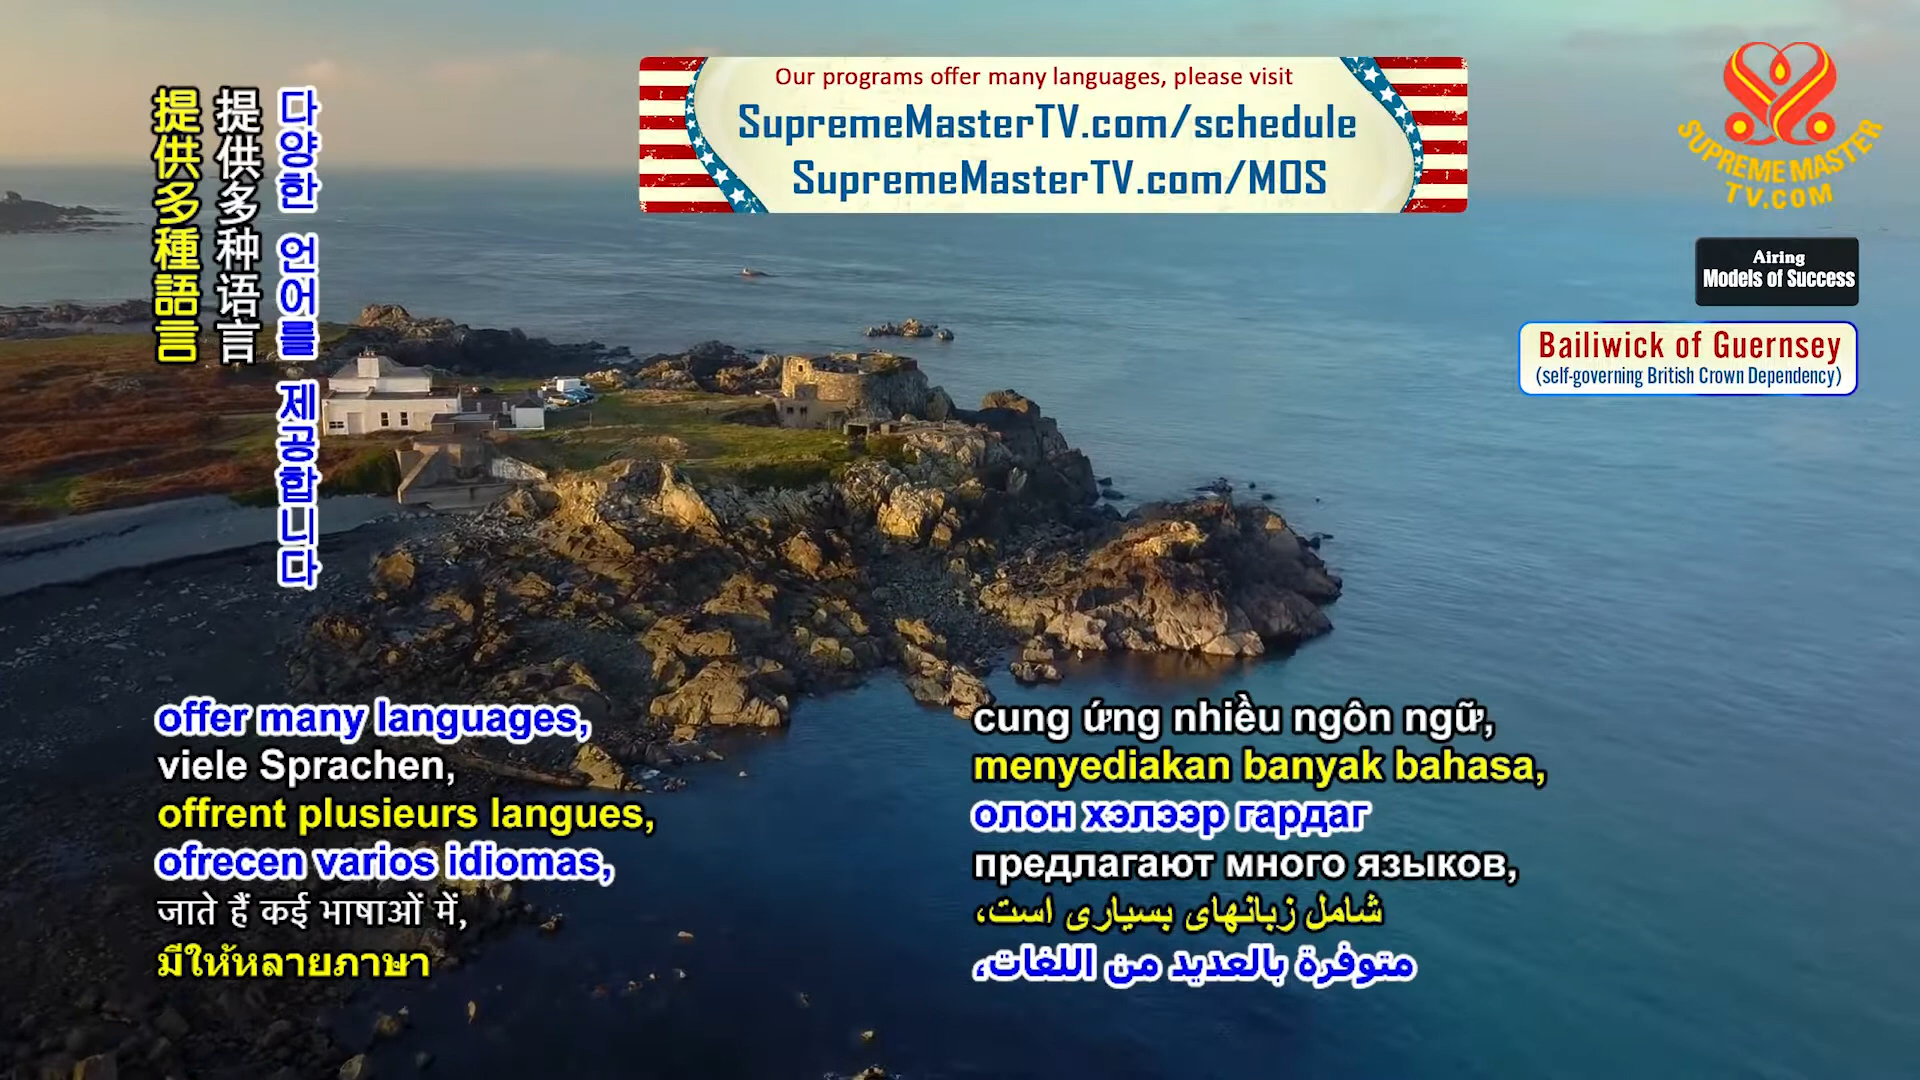 提供多種語言
提供多种语言
다양한 언어를 제공합니다
Our programs offer many languages, please visit
SupremeMasterTV.com/schedule
SupremeMasterTV.com/MOS
SUPREME MASTER
TV.COM
Airing
Models of Success
Bailiwick of Guernsey
(self-governing British Crown Dependency)
offer many languages,
viele Sprachen,
offrent plusieurs langues,
ofrecen varios idiomas,
जाते हैं कई भाषाओं में,
มีให้หลายภาษา
cung ứng nhiều ngôn ngữ,
menyediakan banyak bahasa,
олон хэлээр гардаг
предлагают много языков,
شامل زبانهای بسیاری است،
متوفرة بالعديد من اللغات،